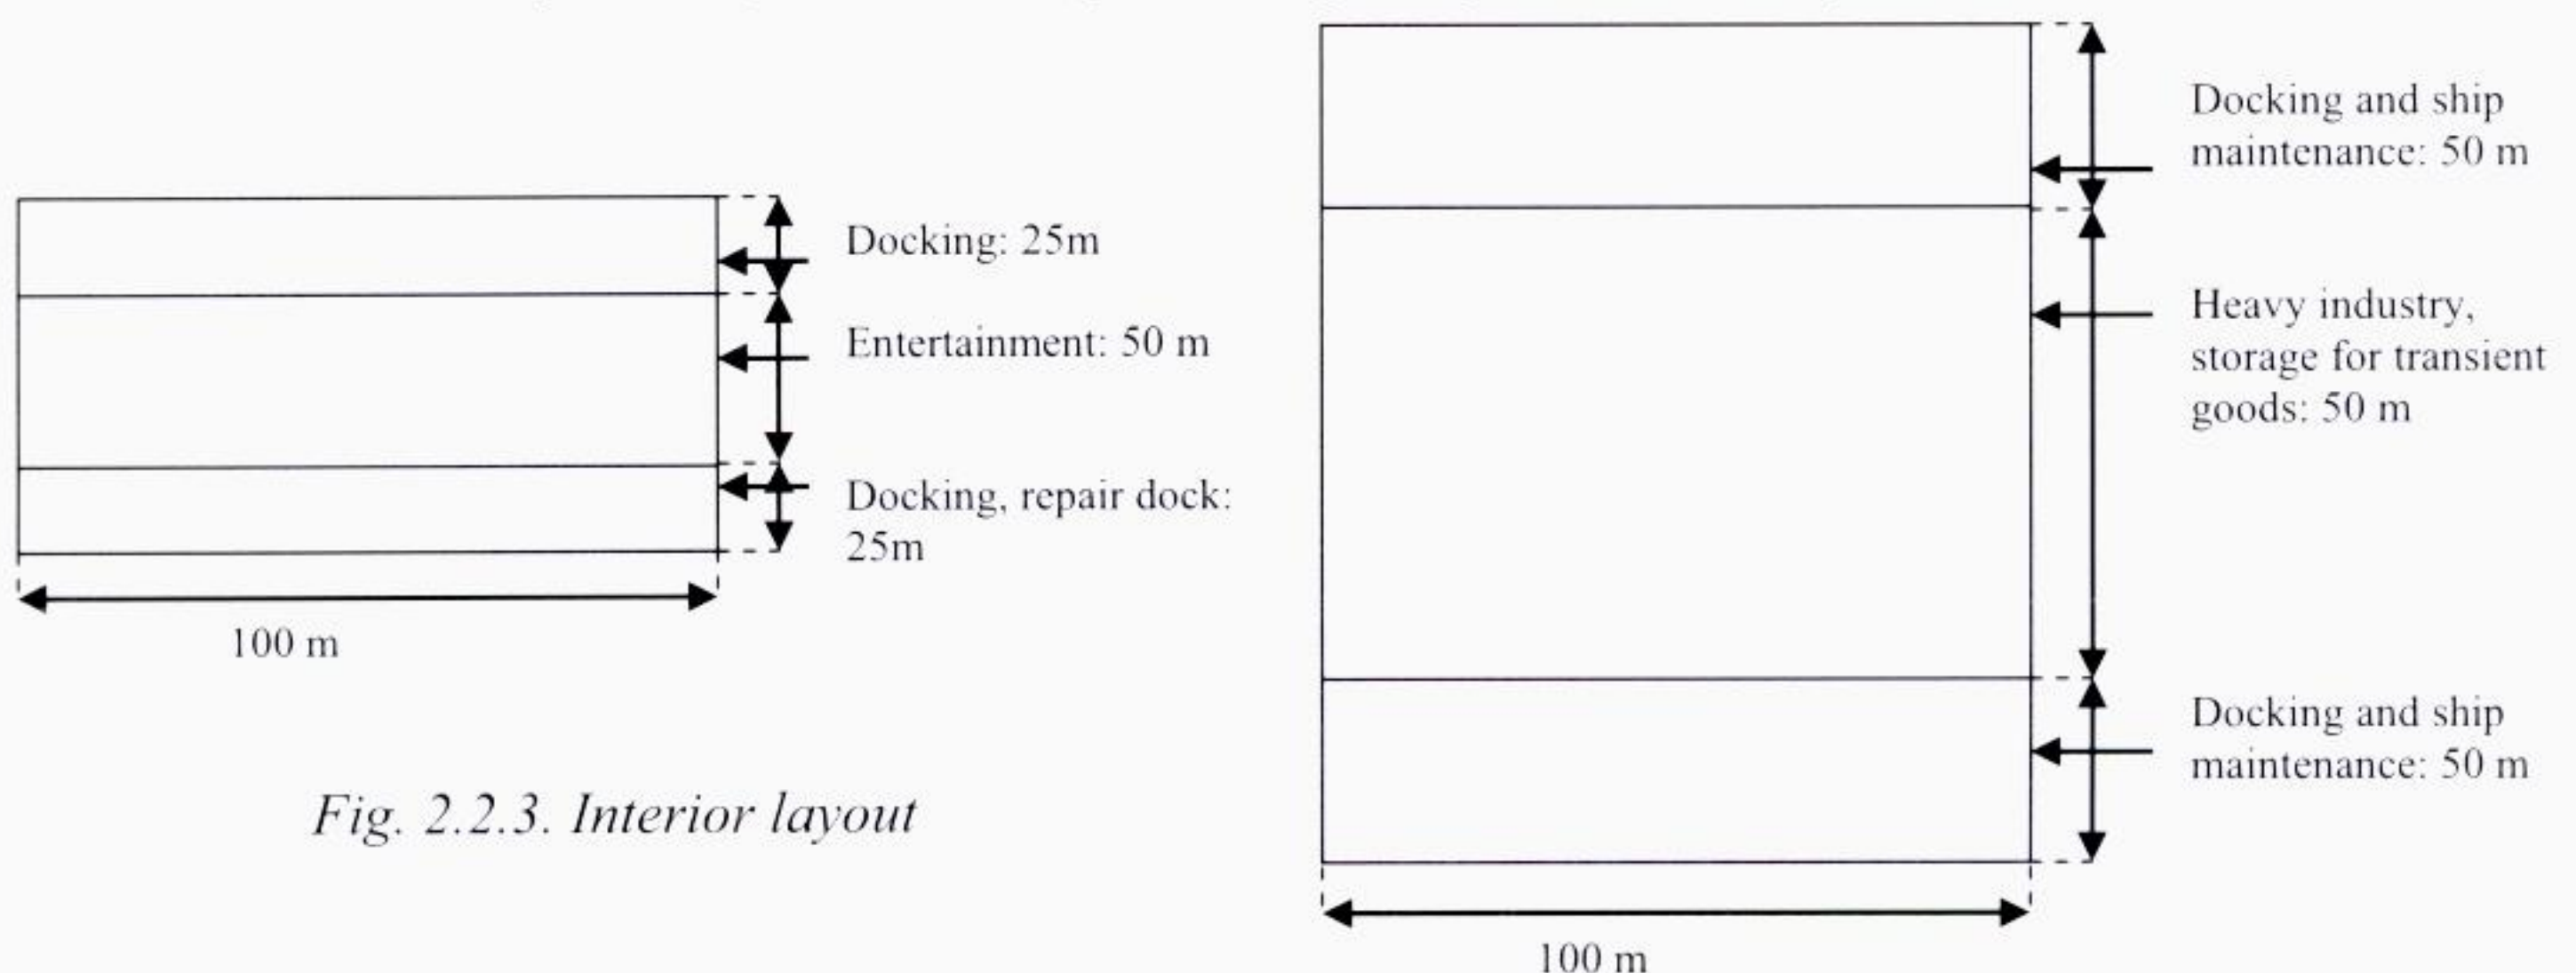 Docking: 25m
Entertainment: 50 m
Docking, repair dock:
25m
100 m
Fig. 2.2.3. Interior layout
Docking and ship
maintenance: 50 m
Heavy industry,
storage for transient
goods: 50 m
Docking and ship
maintenance: 50 m
100 m